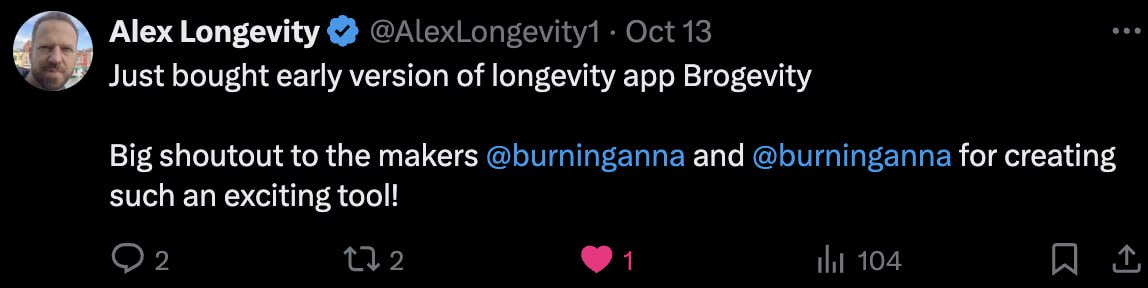 Alex Longevity @AlexLongevity1 · Oct 13
Just bought early version of longevity app Brogevity
Big shoutout to the makers @burninganna and @burninganna for creating
such an exciting tool!
2 2 1 104